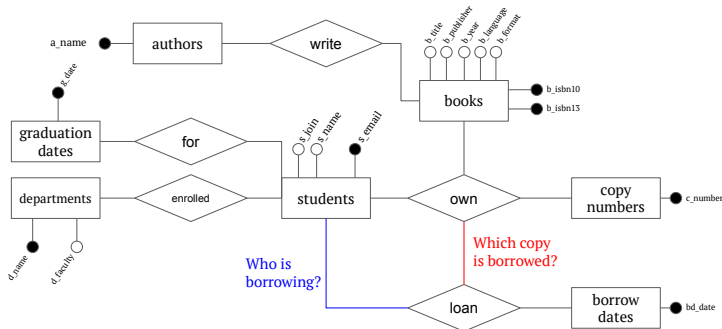 a_name
authors
write
b_title
b_publisher
b_year
b_language
b_format
books
b_isbn10
b_isbn13
g_date
graduation
dates
for
s_join
s_name
s_email
departments
enrolled
students
own
copy
numbers
c_number
d_name
d_faculty
Who is
borrowing?
Which copy
is borrowed?
loan
borrow
dates
bd_date